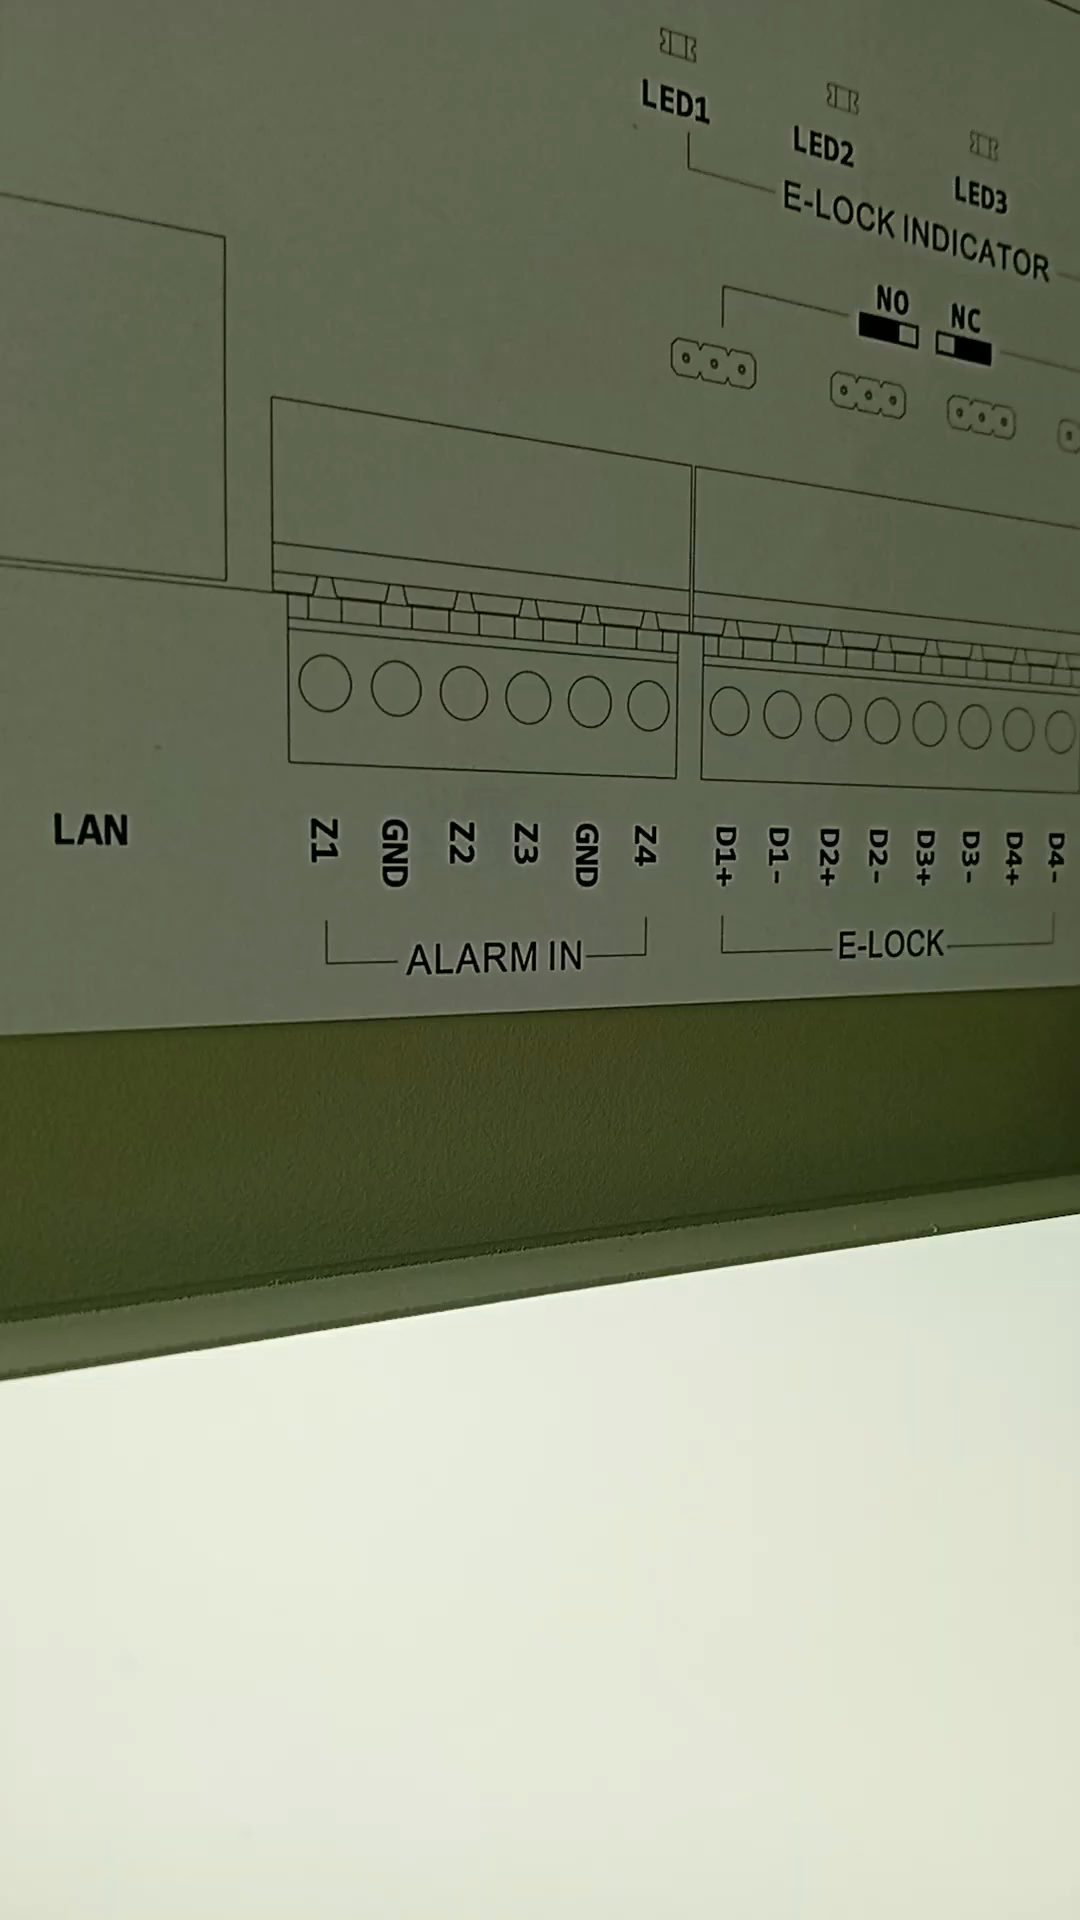 LED1
LED2
LED3
E-LOCK INDICATOR
NO NC
LAN
Z1 GND Z2 Z3 GND Z4
D1+ D1- D2+ D2- D3+ D3- D4+ D4-
ALARM IN
E-LOCK